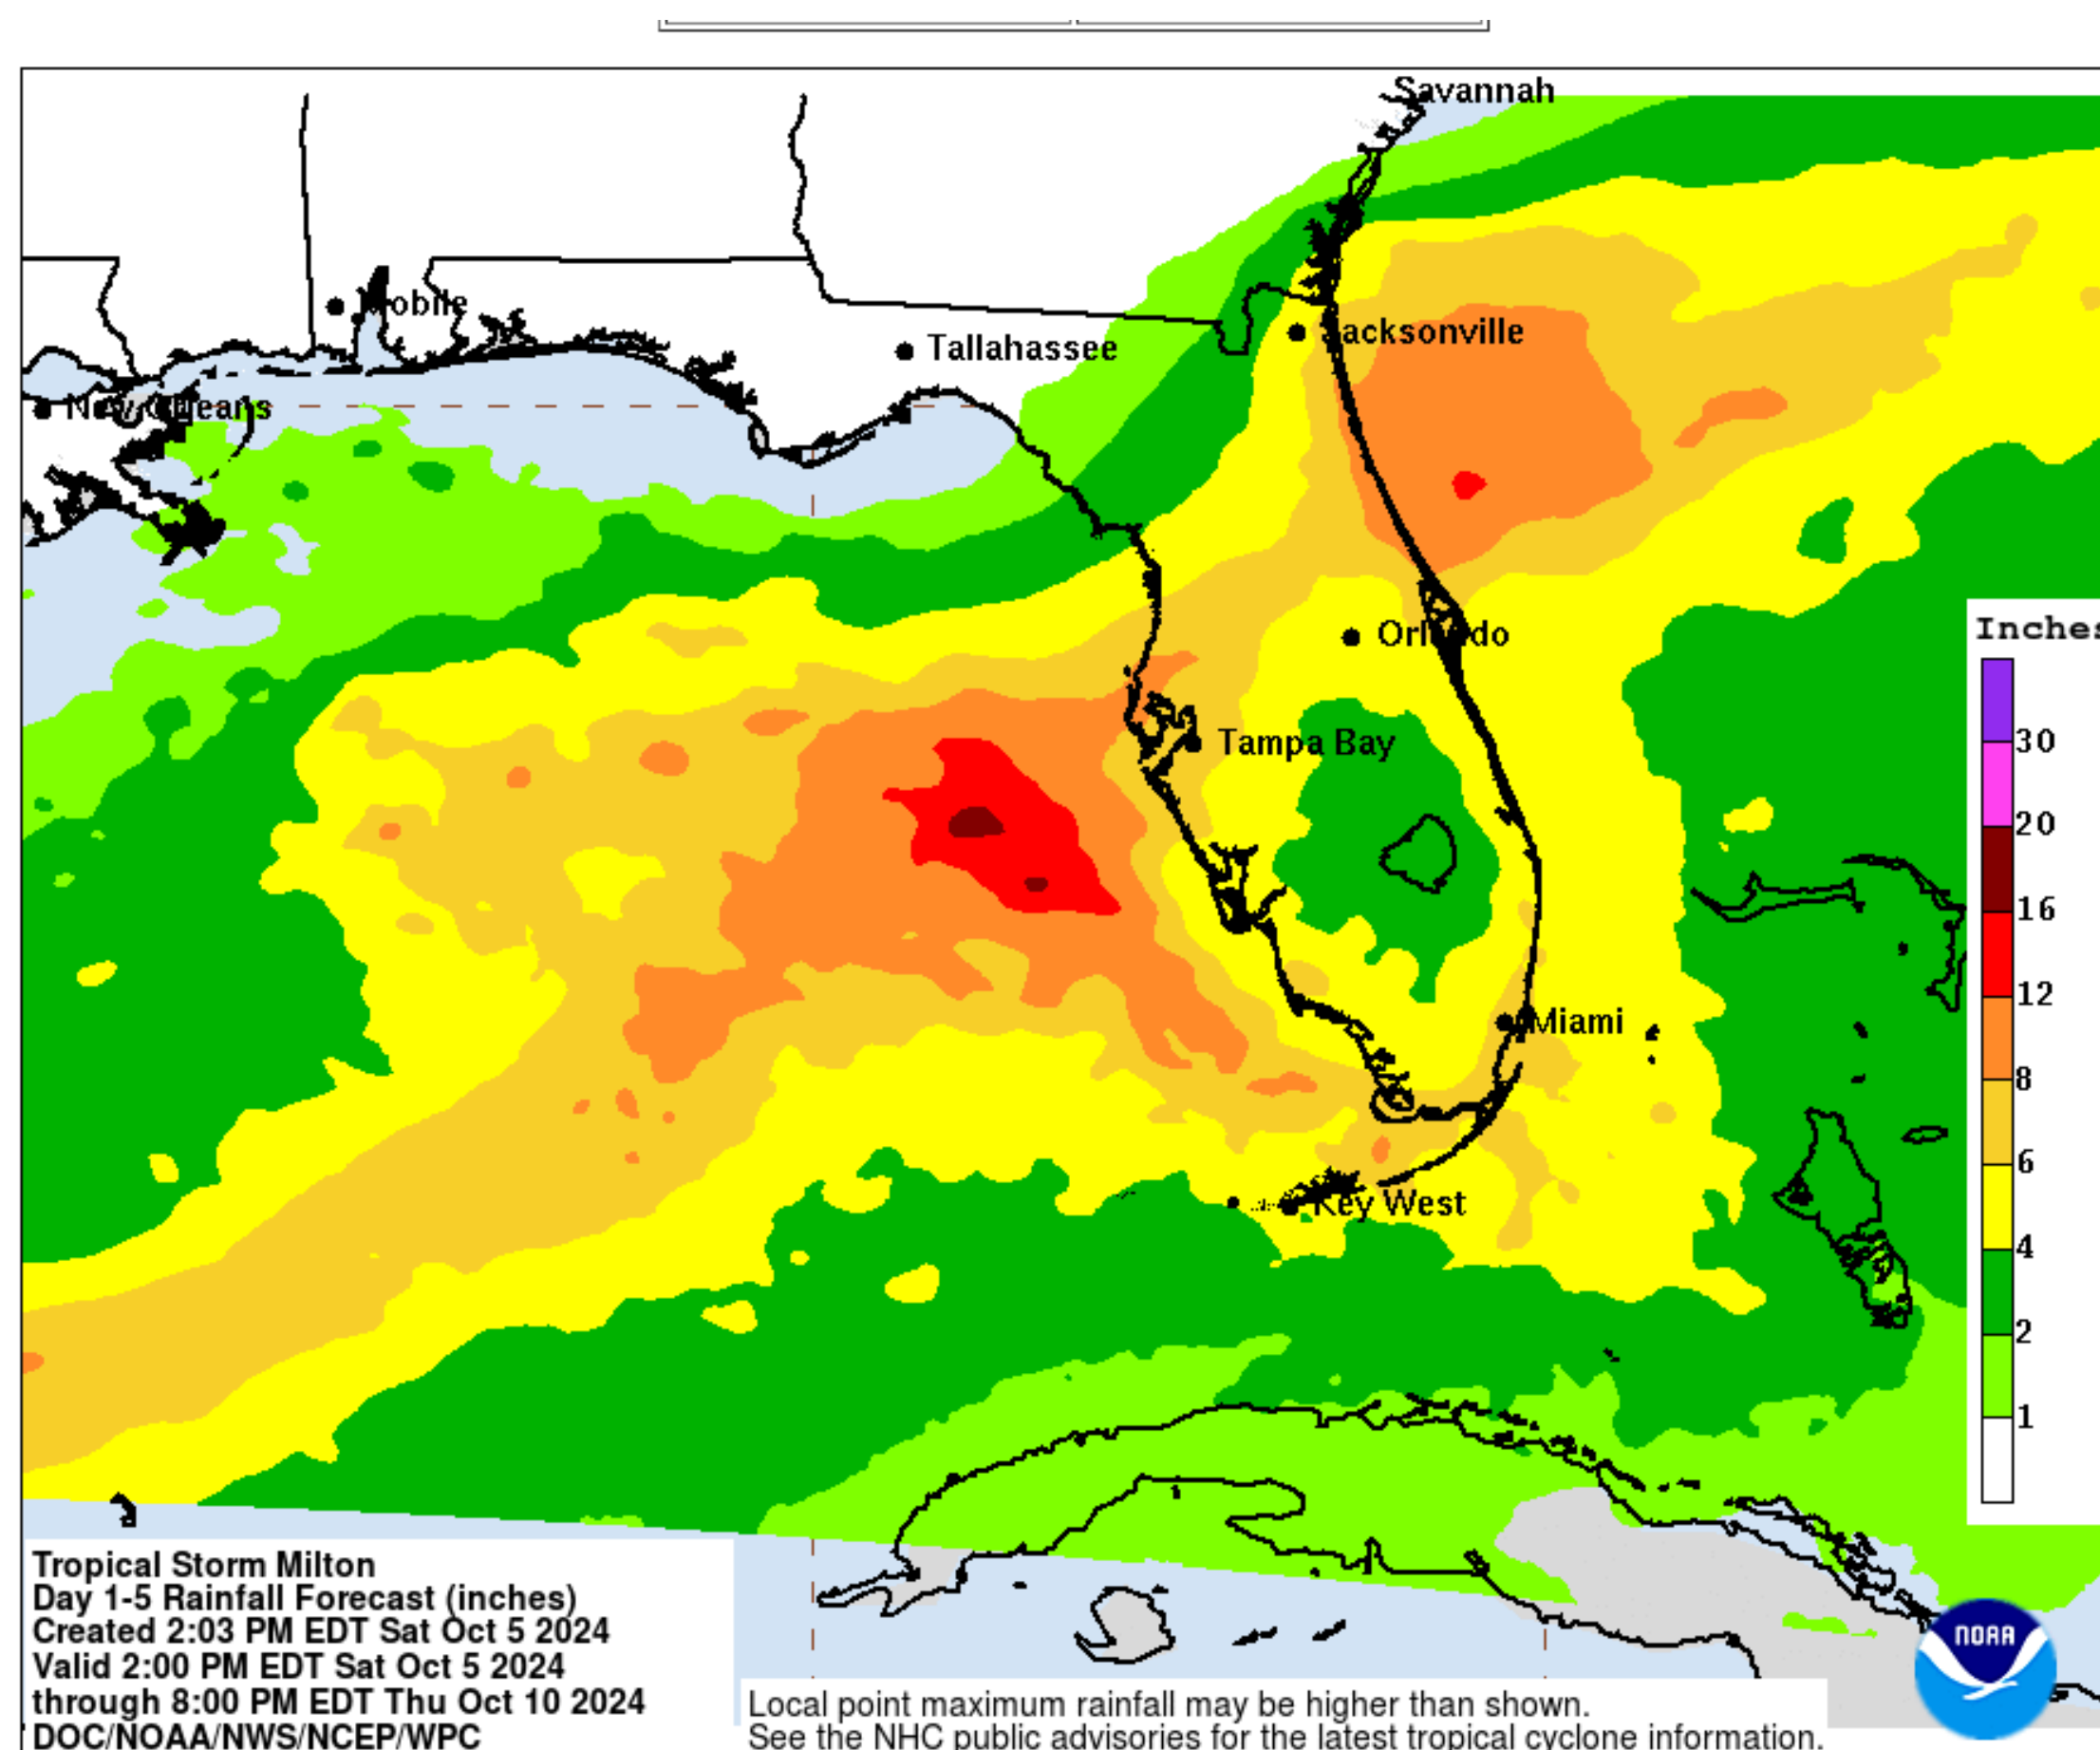 Savannah
Mobile
Jacksonville
Tallahassee
New Orleans
Inches
Orlando
30
Tampa Bay
20
16
12
Miami
8
6
Key West
4
2
1
Tropical Storm Milton
Day 1-5 Rainfall Forecast (inches)
Created 2:03 PM EDT Sat Oct 5 2024
Valid 2:00 PM EDT Sat Oct 5 2024
through 8:00 PM EDT Thu Oct 10 2024
DOC/NOAA/NWS/NCEP/WPC
Local point maximum rainfall may be higher than shown.
See the NHC public advisories for the latest tropical cyclone information.
NOAA